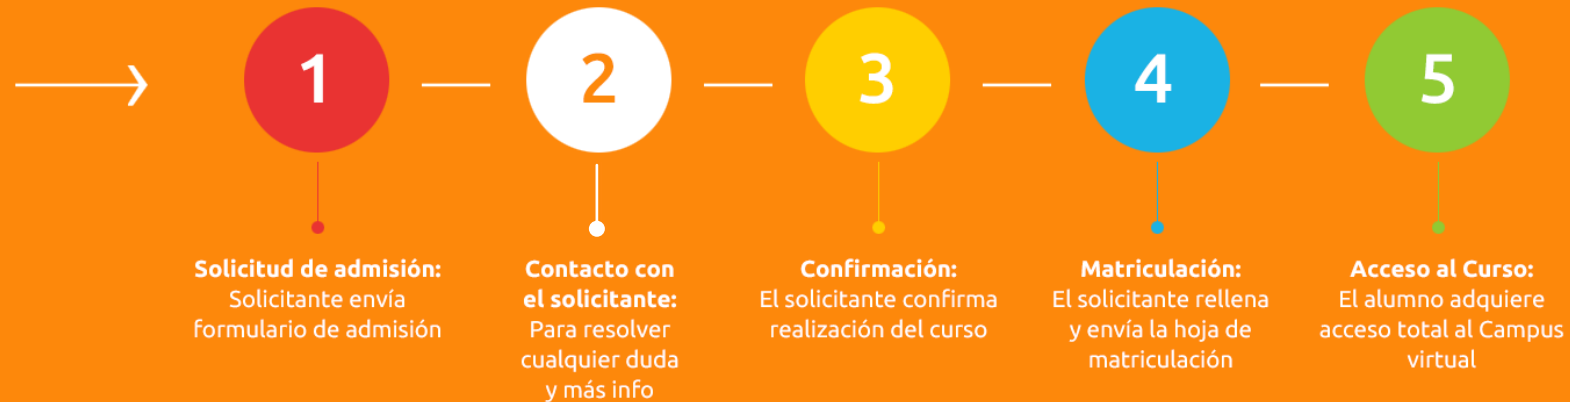 1
2
3
4
5
Solicitud de admisión:
Solicitante envía
formulario de admisión
Contacto con
el solicitante:
Para resolver
cualquier duda
y más info
Confirmación:
El solicitante confirma
realización del curso
Matriculación:
El solicitante rellena
y envía la hoja de
matriculación
Acceso al Curso:
El alumno adquiere
acceso total al Campus
virtual